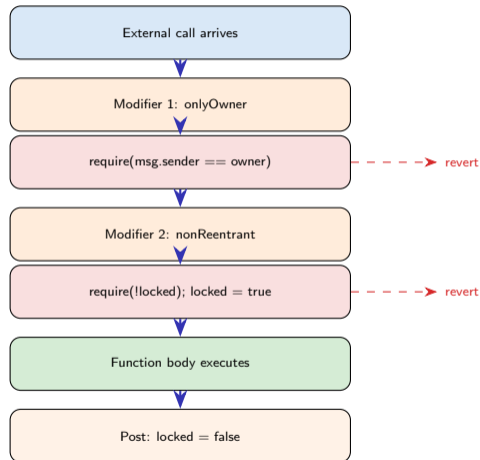 External call arrives
Modifier 1: onlyOwner
require(msg.sender == owner)
revert
Modifier 2: nonReentrant
require(!locked); locked = true
revert
Function body executes
Post: locked = false